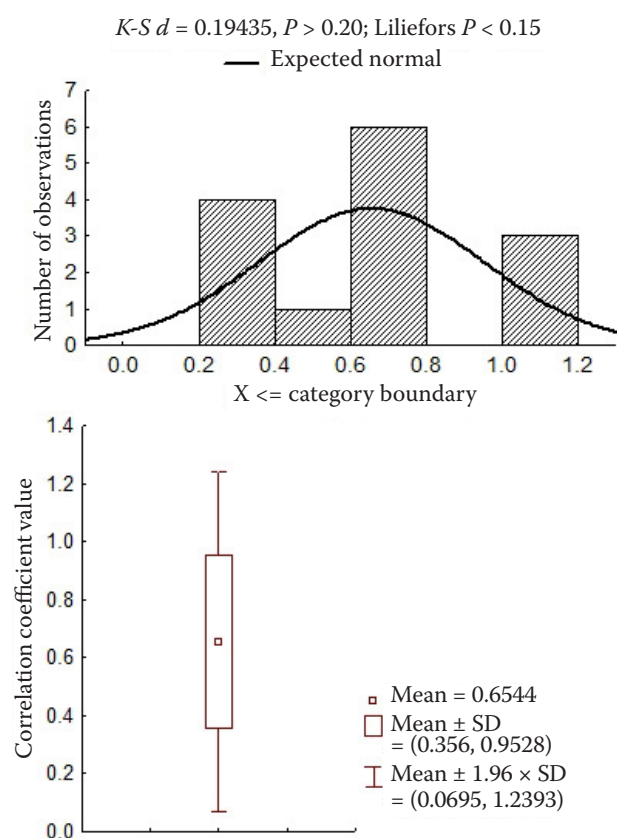 K-S d = 0.19435, P > 0.20; Liliefors P < 0.15
Expected normal
Number of observations
7
6
5
4
3
2
1
0
0.0 0.2 0.4 0.6 0.8 1.0 1.2
X <= category boundary
Correlation coefficient value
1.4
1.2
1.0
0.8
0.6
0.4
0.2
0.0
Mean = 0.6544
Mean ± SD
= (0.356, 0.9528)
Mean ± 1.96 × SD
= (0.0695, 1.2393)